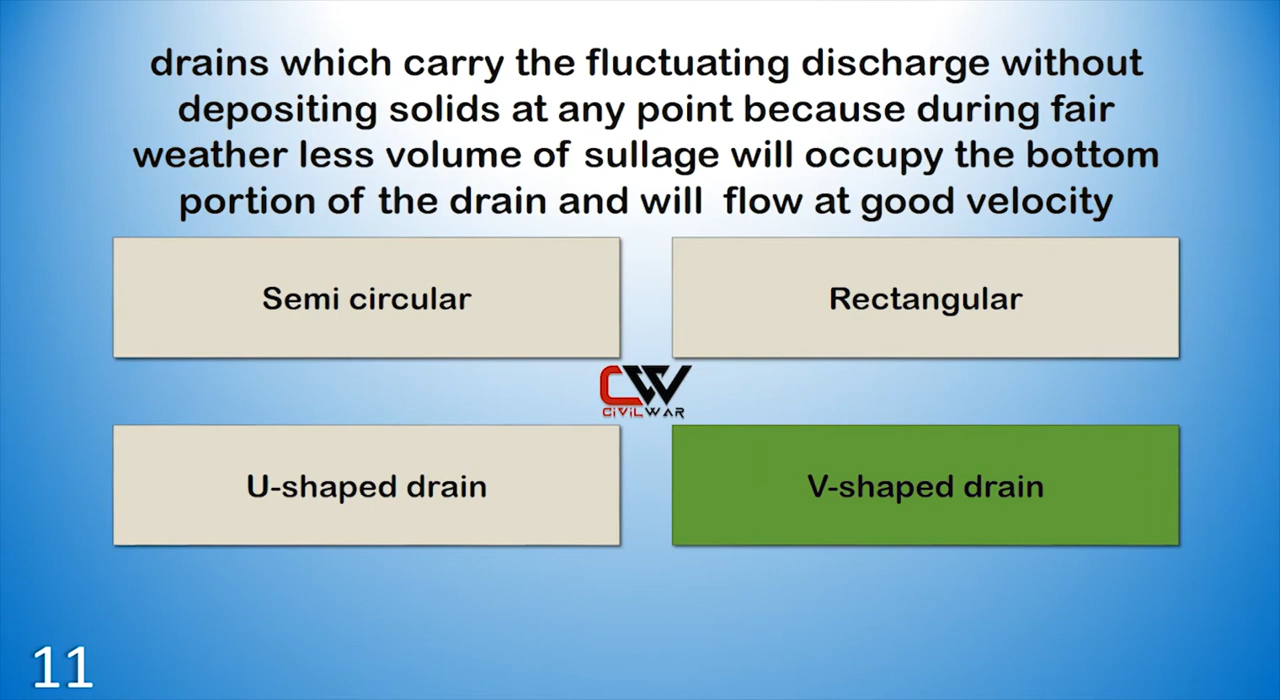 drains which carry the fluctuating discharge without
depositing solids at any point because during fair
weather less volume of sullage will occupy the bottom
portion of the drain and will flow at good velocity
Semi circular
Rectangular
CW
CiViLWAR
U-shaped drain
V-shaped drain
11